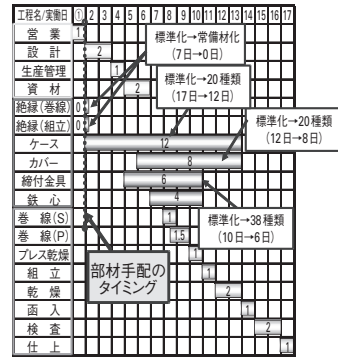 工程名/実働日 ① 2 3 4 5 6 7 8 9 10 11 12 13 14 15 16 17
営業 1
設計 2
生産管理 1
資材 2
絶縁(巻線) 0
絶縁(組立) 0
ケース 12
カバー 8
締付金具 6
鉄心 4
巻線(S) 1
巻線(P) 1.5
プレス乾燥 1
組立 1
乾燥 2
函入 1
検査 2
仕上 1
標準化→常備材化
(7日→0日)
標準化→20種類
(17日→12日)
標準化→20種類
(12日→8日)
標準化→38種類
(10日→6日)
部材手配の
タイミング